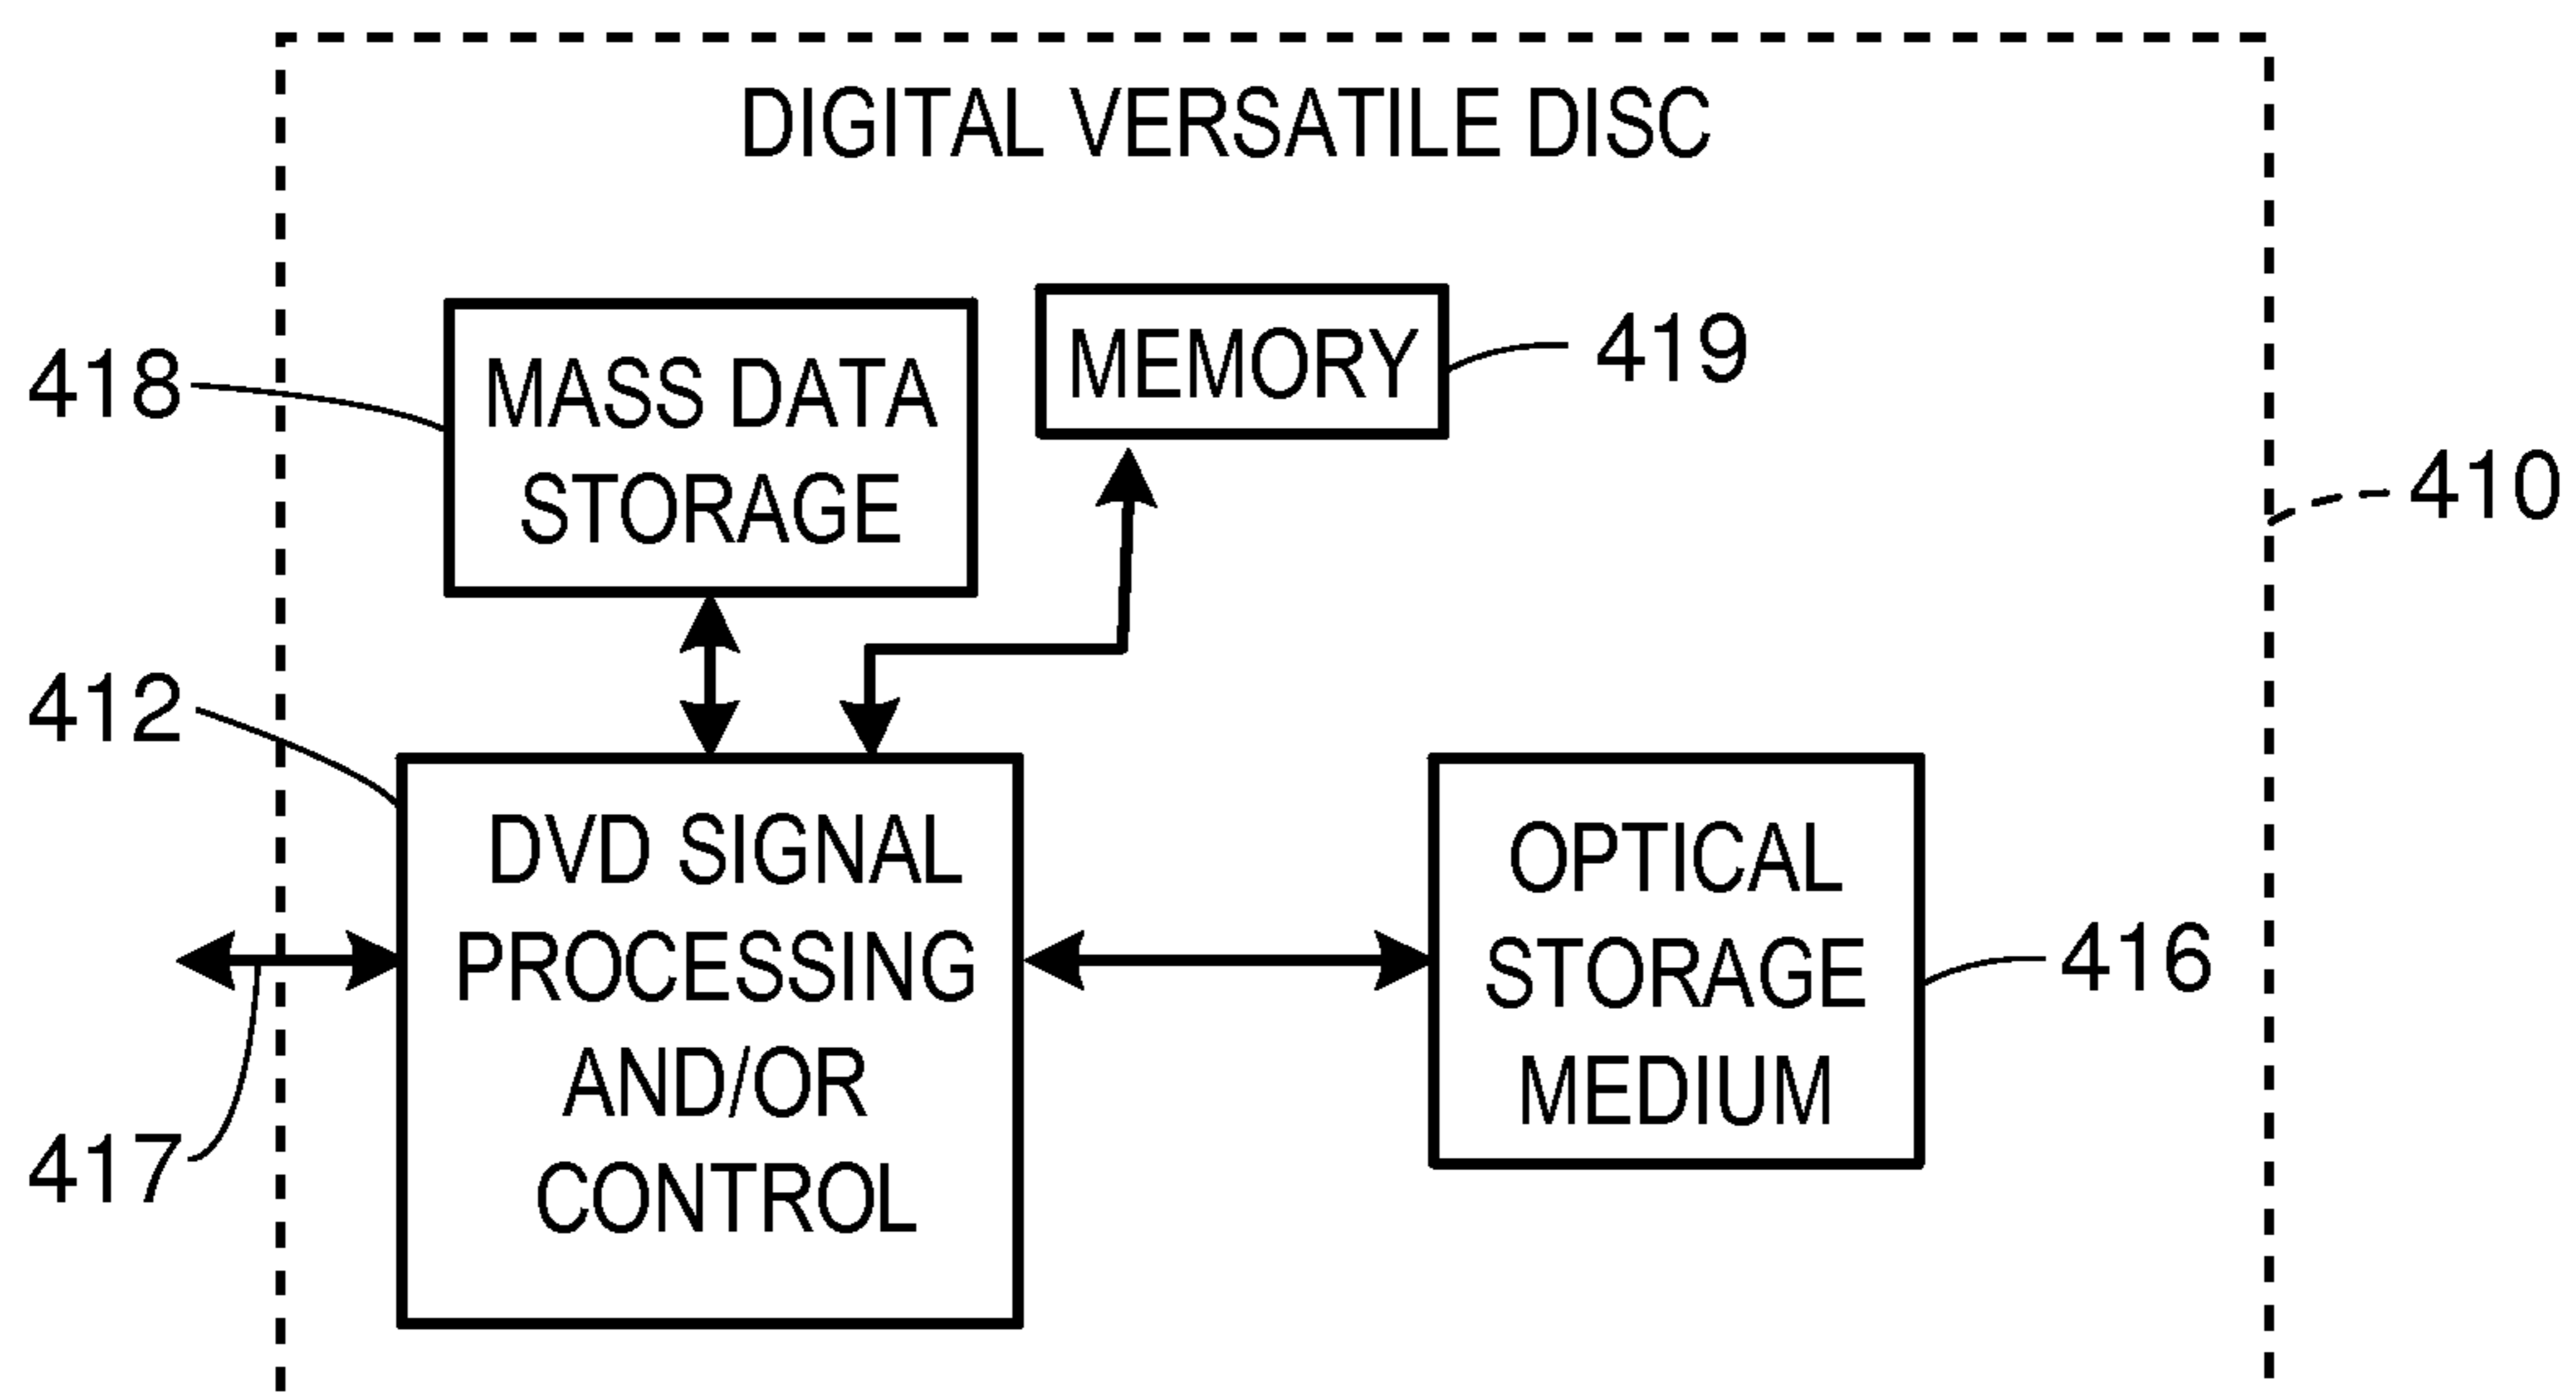 DIGITAL VERSATILE DISC
418
MASS DATA
STORAGE
MEMORY
419
410
412
DVD SIGNAL
PROCESSING
AND/OR
CONTROL
OPTICAL
STORAGE
MEDIUM
416
417